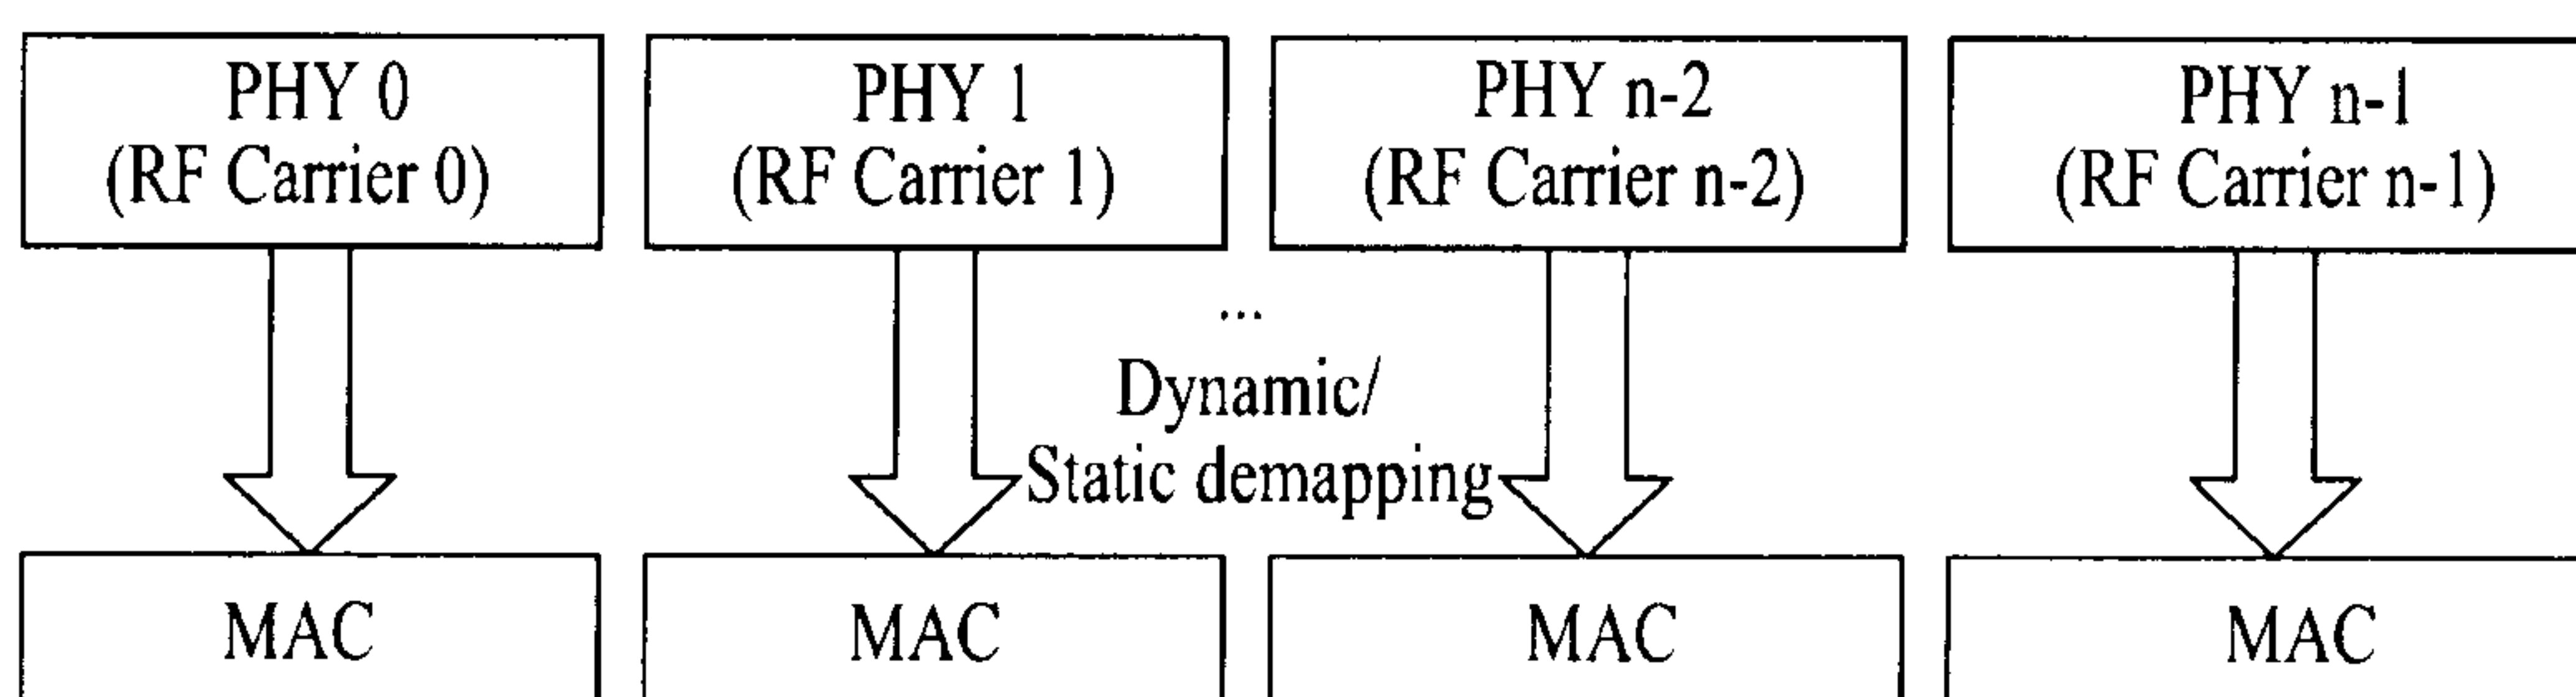 PHY 0
(RF Carrier 0)
PHY 1
(RF Carrier 1)
PHY n-2
(RF Carrier n-2)
PHY n-1
(RF Carrier n-1)
...
Dynamic/
Static demapping
MAC
MAC
MAC
MAC